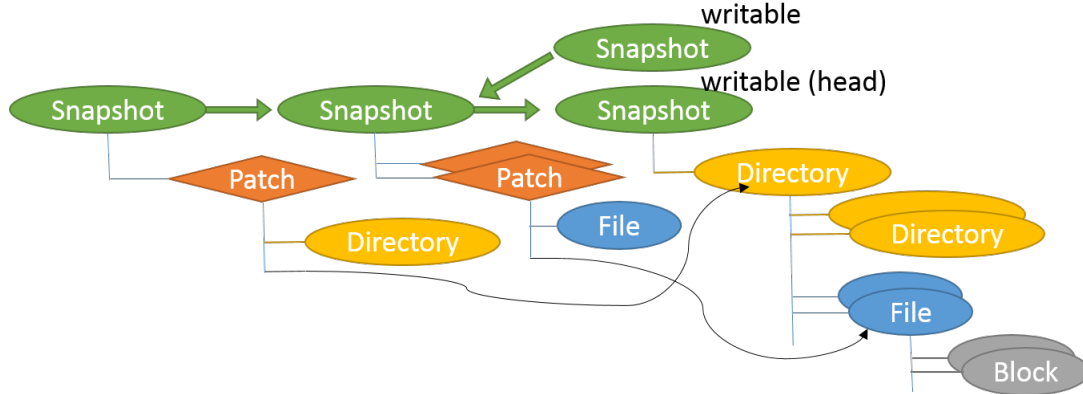 writable
Snapshot
writable (head)
Snapshot
Snapshot
Snapshot
Patch
Patch
Directory
Directory
File
Directory
File
Block